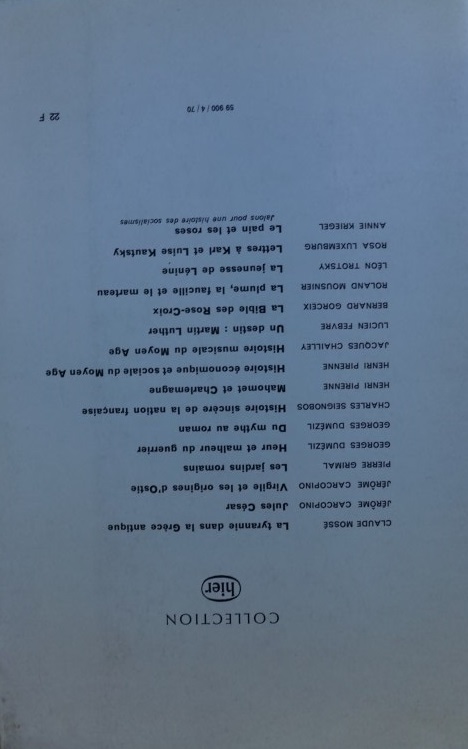 COLLECTION
hier
CLAUDE MOSSÉ La tyrannie dans la Grèce antique
JÉRÔME CARCOPINO Jules César
JÉRÔME CARCOPINO Virgile et les origines d'Ostie
PIERRE GRIMAL Les jardins romains
GEORGES DUMÉZIL Heur et malheur du guerrier
GEORGES DUMÉZIL Du mythe au roman
CHARLES SEIGNOBOS Histoire sincère de la nation française
HENRI PIRENNE Mahomet et Charlemagne
HENRI PIRENNE Histoire économique et sociale du Moyen Age
JACQUES CHAILLEY Histoire musicale du Moyen Age
LUCIEN FEBVRE Un destin : Martin Luther
BERNARD GORCEIX La Bible des Rose-Croix
ROLAND MOUSNIER La plume, la faucille et le marteau
LÉON TROTSKY La jeunesse de Lénine
ROSA LUXEMBURG Lettres à Karl et Luise Kautsky
ANNIE KRIEGEL Le pain et les roses
Jalons pour une histoire des socialismes
22 F
59 900 / 4 / 70